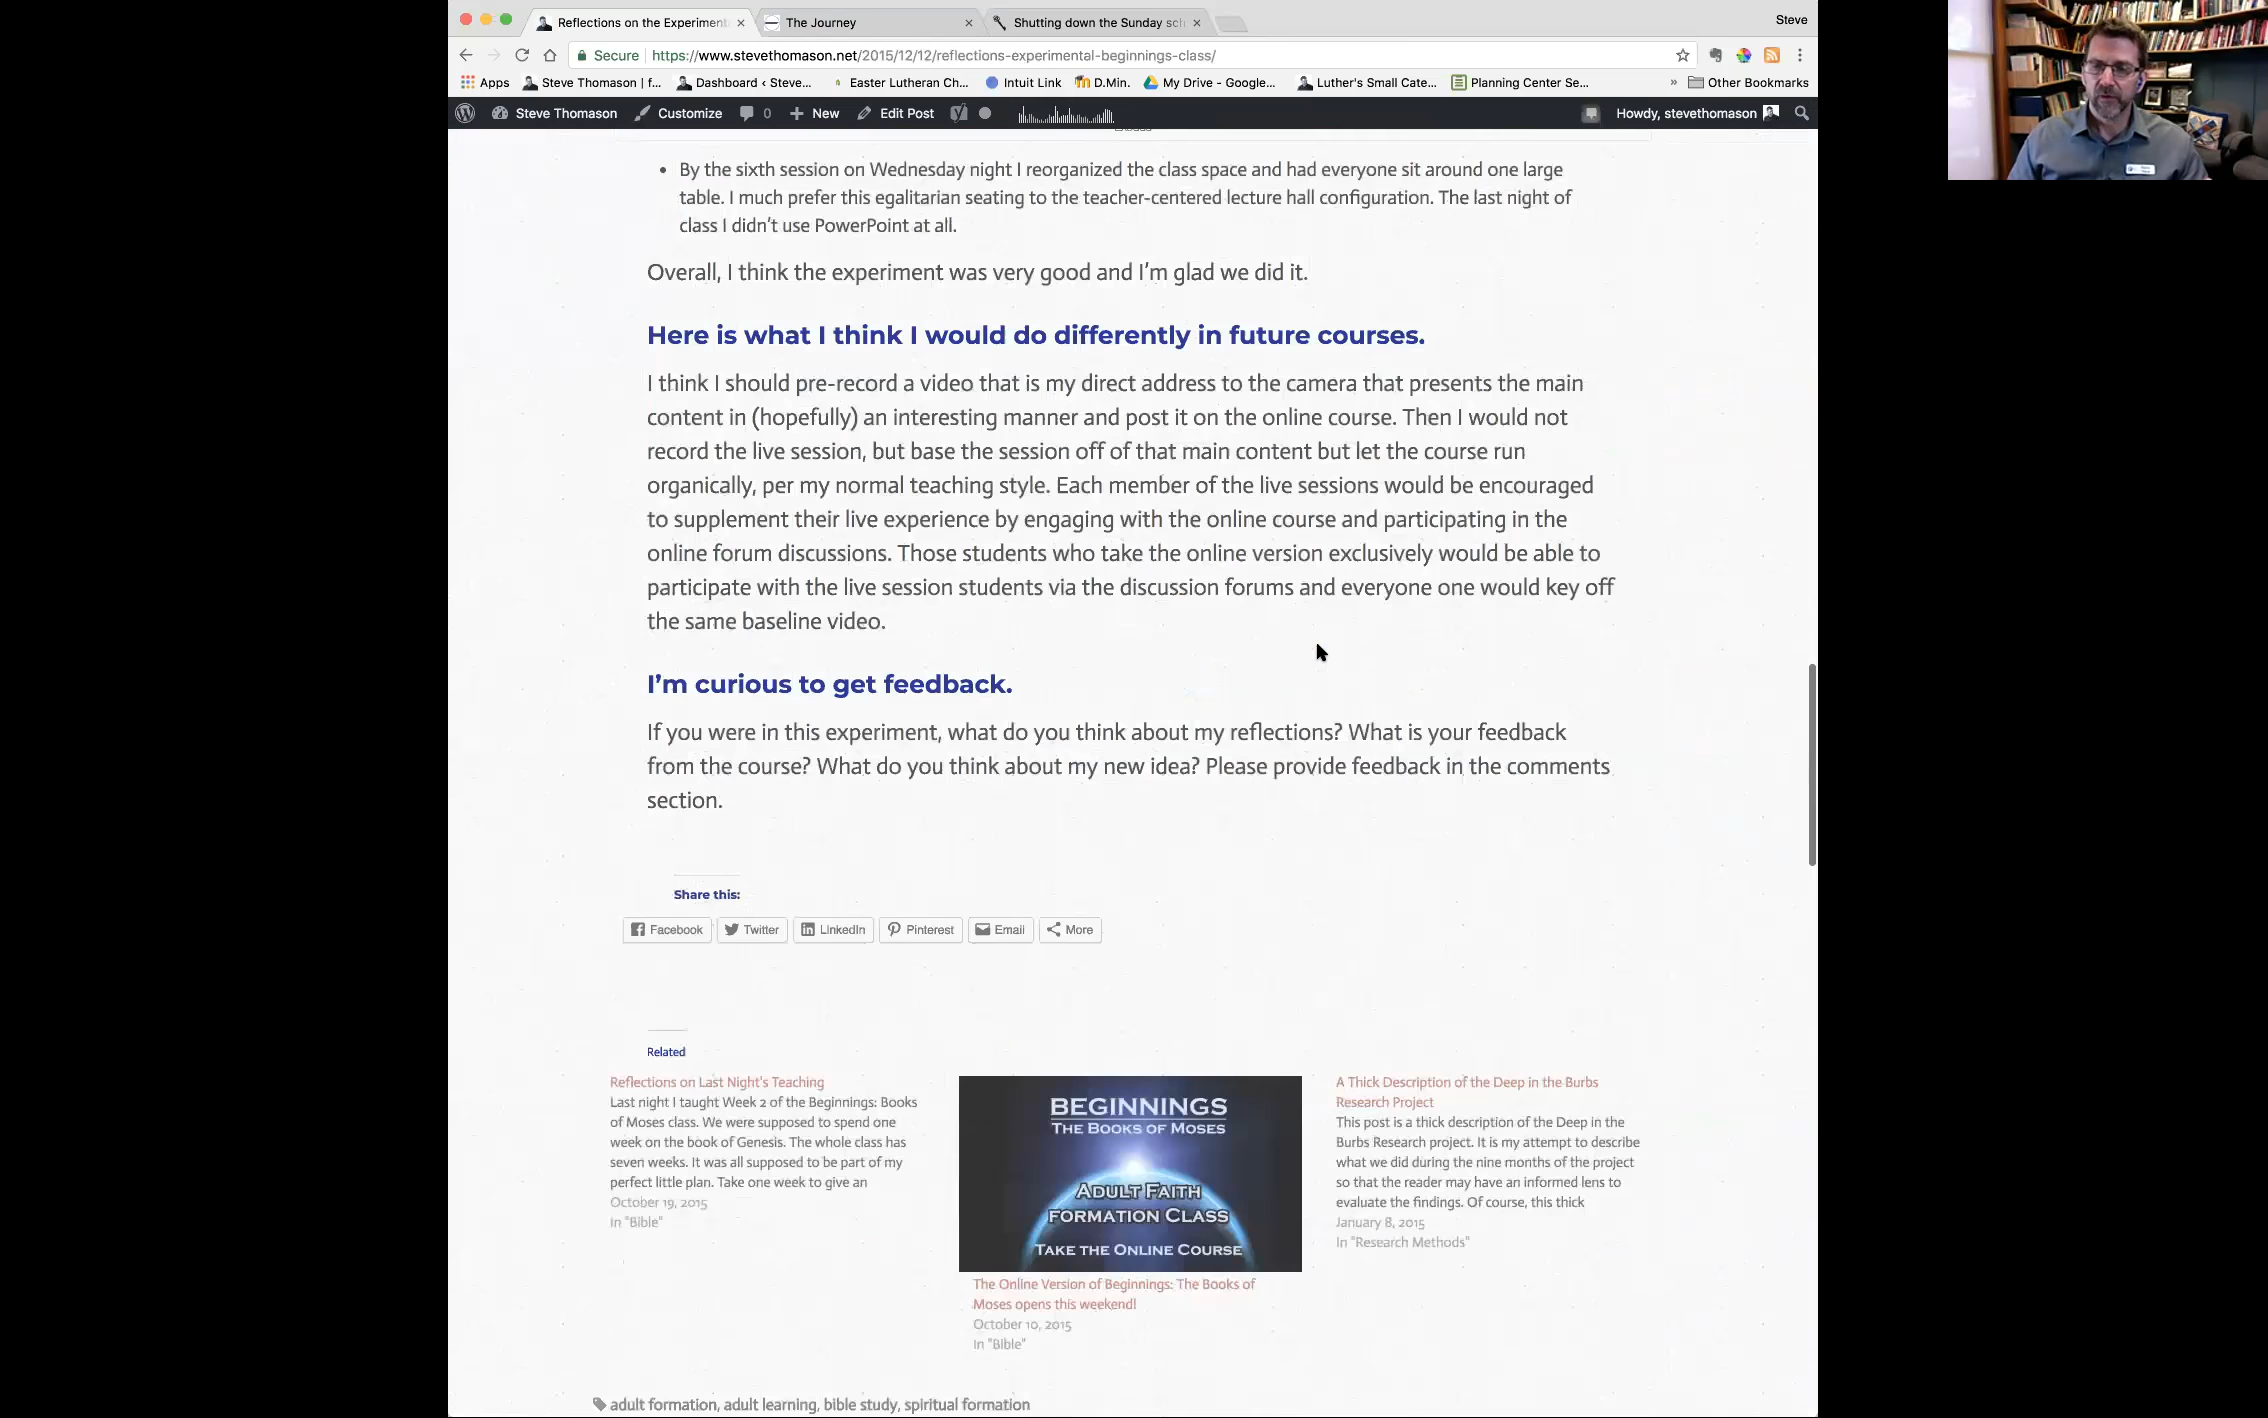 Reflections on the Experiment
The Journey
Shutting down the Sunday sch
Steve
Secure https://www.stevethomason.net/2015/12/12/reflections-experimental-beginnings-class/
Apps Steve Thomason | f... Dashboard ‹ Steve... Easter Lutheran Ch... Intuit Link D.Min. My Drive - Google... Luther's Small Cate... Planning Center Se... » Other Bookmarks
Steve Thomason Customize 0 New Edit Post Howdy, stevethomason
• By the sixth session on Wednesday night I reorganized the class space and had everyone sit around one large
table. I much prefer this egalitarian seating to the teacher-centered lecture hall configuration. The last night of
class I didn't use PowerPoint at all.
Overall, I think the experiment was very good and I'm glad we did it.
Here is what I think I would do differently in future courses.
I think I should pre-record a video that is my direct address to the camera that presents the main
content in (hopefully) an interesting manner and post it on the online course. Then I would not
record the live session, but base the session off of that main content but let the course run
organically, per my normal teaching style. Each member of the live sessions would be encouraged
to supplement their live experience by engaging with the online course and participating in the
online forum discussions. Those students who take the online version exclusively would be able to
participate with the live session students via the discussion forums and everyone one would key off
the same baseline video.
I'm curious to get feedback.
If you were in this experiment, what do you think about my reflections? What is your feedback
from the course? What do you think about my new idea? Please provide feedback in the comments
section.
Share this:
Facebook Twitter LinkedIn Pinterest Email More
Related
Reflections on Last Night's Teaching
Last night I taught Week 2 of the Beginnings: Books
of Moses class. We were supposed to spend one
week on the book of Genesis. The whole class has
seven weeks. It was all supposed to be part of my
perfect little plan. Take one week to give an
October 19, 2015
In "Bible"
BEGINNINGS
THE BOOKS OF MOSES
ADULT FAITH
FORMATION CLASS
TAKE THE ONLINE COURSE
The Online Version of Beginnings: The Books of
Moses opens this weekend!
October 10, 2015
In "Bible"
A Thick Description of the Deep in the Burbs
Research Project
This post is a thick description of the Deep in the
Burbs Research project. It is my attempt to describe
what we did during the nine months of the project
so that the reader may have an informed lens to
evaluate the findings. Of course, this thick
January 8, 2015
In "Research Methods"
adult formation, adult learning, bible study, spiritual formation